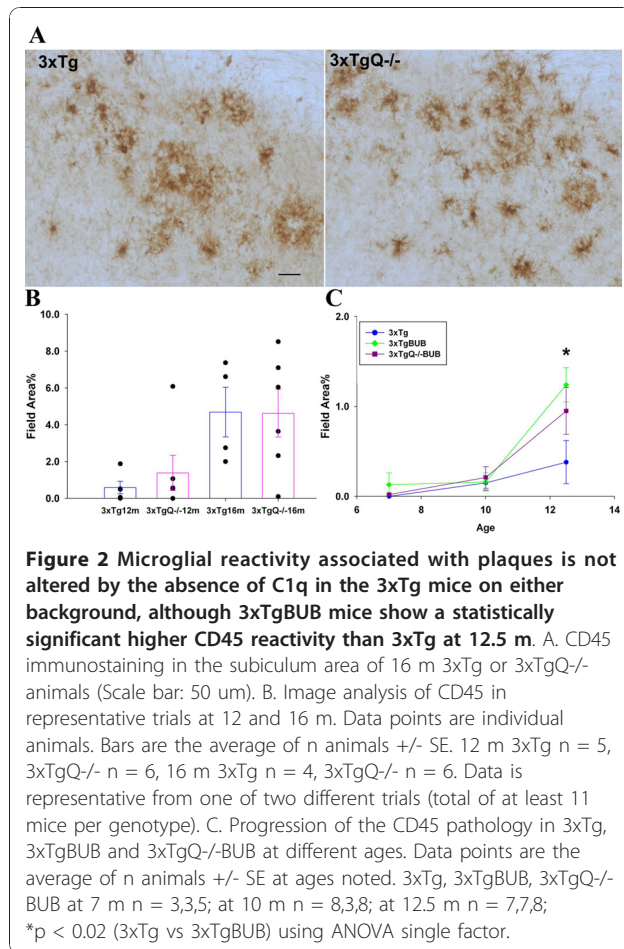 A
3xTg
3xTgQ-/-
B
C
10.0
8.0
6.0
4.0
2.0
0.0
Field Area%
3xTg12m
3xTgQ-/-12m
3xTg16m
3xTgQ-/-16m
2.0
1.0
0.0
Field Area%
3xTg
3xTgBUB
3xTgQ-/-BUB
*
6
8
10
12
14
Age
Figure 2 Microglial reactivity associated with plaques is not
altered by the absence of C1q in the 3xTg mice on either
background, although 3xTgBUB mice show a statistically
significant higher CD45 reactivity than 3xTg at 12.5 m. A. CD45
immunostaining in the subiculum area of 16 m 3xTg or 3xTgQ-/-
animals (Scale bar: 50 um). B. Image analysis of CD45 in
representative trials at 12 and 16 m. Data points are individual
animals. Bars are the average of n animals +/- SE. 12 m 3xTg n = 5,
3xTgQ-/- n = 6, 16 m 3xTg n = 4, 3xTgQ-/- n = 6. Data is
representative from one of two different trials (total of at least 11
mice per genotype). C. Progression of the CD45 pathology in 3xTg,
3xTgBUB and 3xTgQ-/-BUB at different ages. Data points are the
average of n animals +/- SE at ages noted. 3xTg, 3xTgBUB, 3xTgQ-/-
BUB at 7 m n = 3,3,5; at 10 m n = 8,3,8; at 12.5 m n = 7,7,8;
*p < 0.02 (3xTg vs 3xTgBUB) using ANOVA single factor.